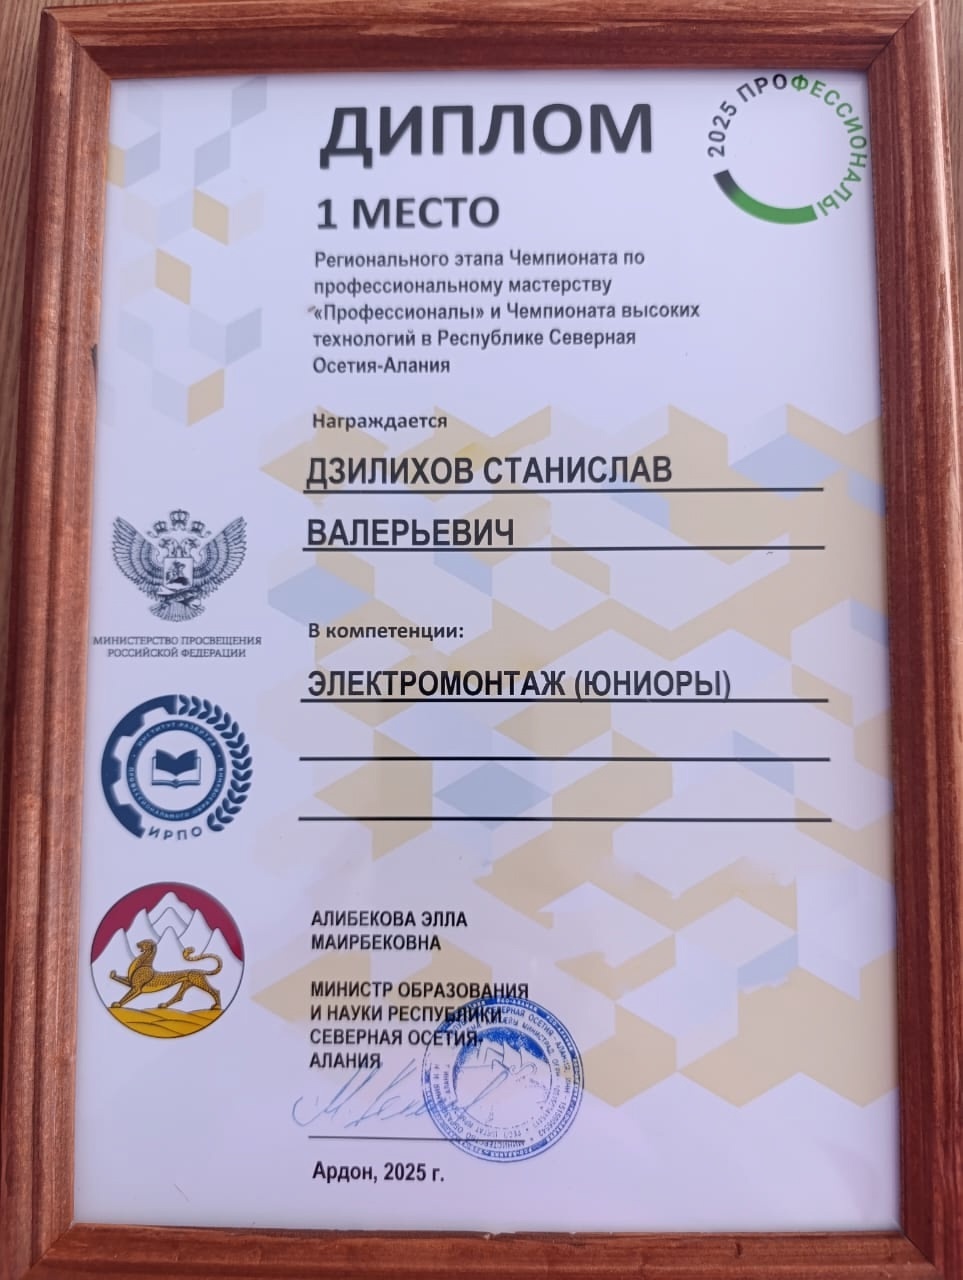 ДИПЛОМ
2025 ПРОФЕССИОНАЛЫ
1 МЕСТО
Регионального этапа Чемпионата по
профессиональному мастерству
«Профессионалы» и Чемпионата высоких
технологий в Республике Северная
Осетия-Алания
Награждается
ДЗИЛИХОВ СТАНИСЛАВ
ВАЛЕРЬЕВИЧ
МИНИСТЕРСТВО ПРОСВЕЩЕНИЯ
РОССИЙСКОЙ ФЕДЕРАЦИИ
В компетенции:
ЭЛЕКТРОМОНТАЖ (ЮНИОРЫ)
ИНСТИТУТ РАЗВИТИЯ
ПРОФЕССИОНАЛЬНОГО ОБРАЗОВАНИЯ
ИРПО
АЛИБЕКОВА ЭЛЛА
МАИРБЕКОВНА
МИНИСТР ОБРАЗОВАНИЯ
И НАУКИ РЕСПУБЛИКИ
СЕВЕРНАЯ ОСЕТИЯ-
АЛАНИЯ
Ардон, 2025 г.